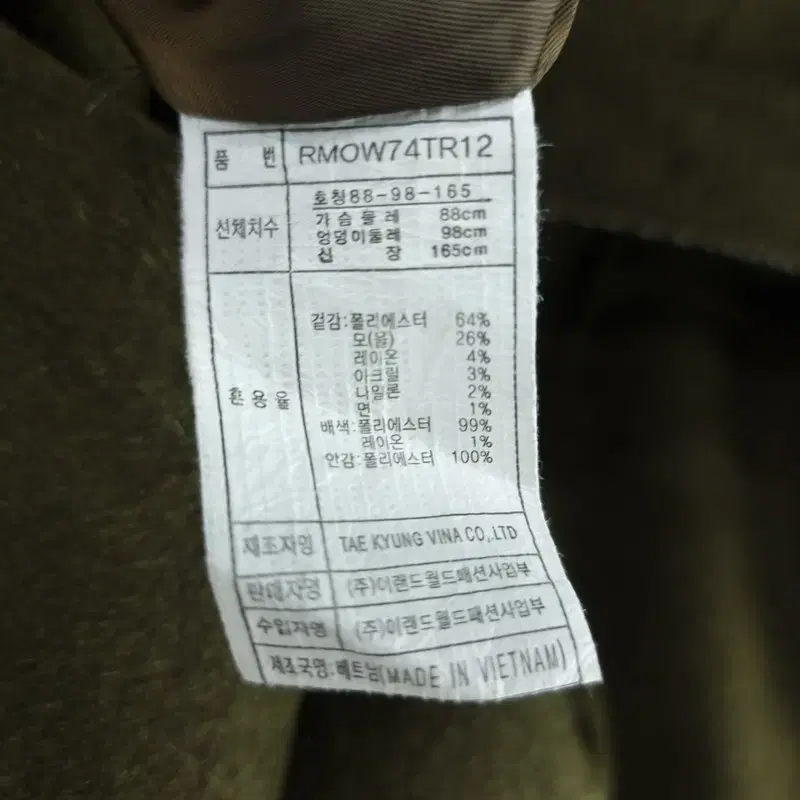 품 번 RMOW74TR12
신체치수 호칭88-98-165
가슴둘레 88cm
엉덩이둘레 98cm
신 장 165cm
혼용율 겉감:폴리에스터 64%
모(울) 26%
레이온 4%
아크릴 3%
나일론 2%
면 1%
배색:폴리에스터 99%
레이온 1%
안감:폴리에스터 100%
제조자명 TAE KYUNG VINA CO,.LTD
판매자명 (주)이랜드월드패션사업부
수입자명 (주)이랜드월드패션사업부
제조국명:베트남(MADE IN VIETNAM)